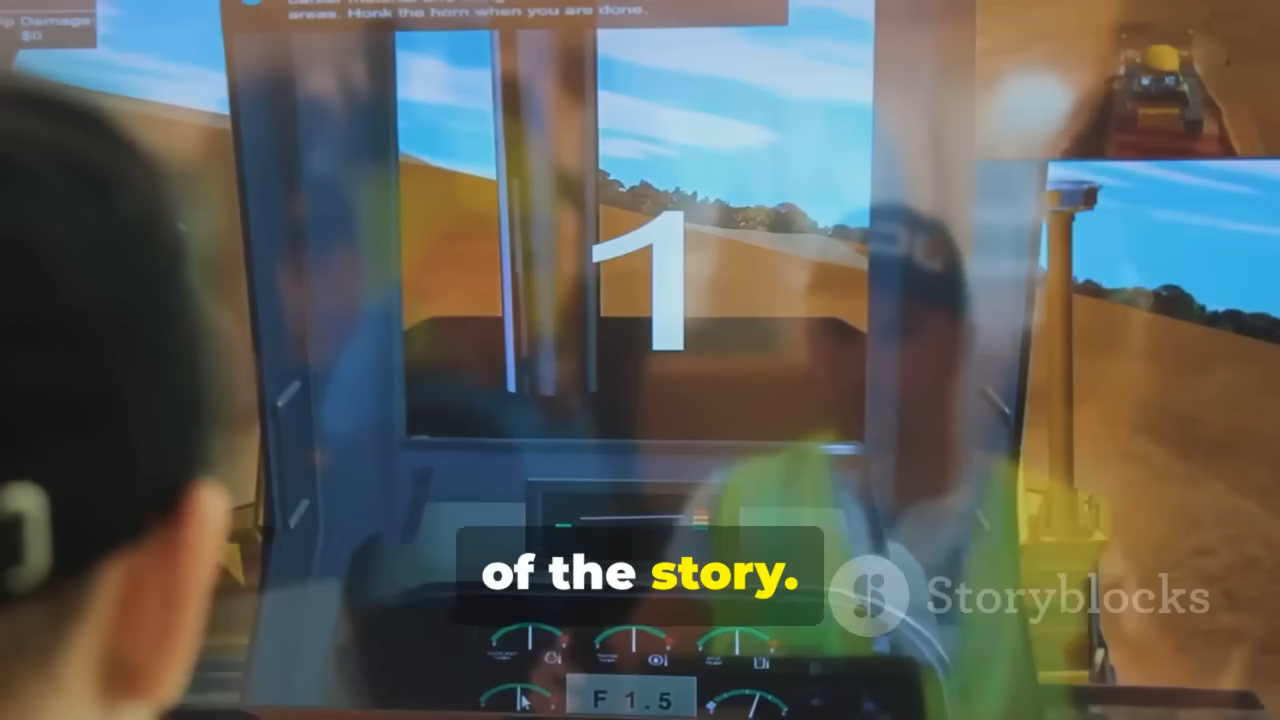 areas. Honk the horn when you are done.
p Damage
$0
1
of the story.
Storyblocks
F 1.5